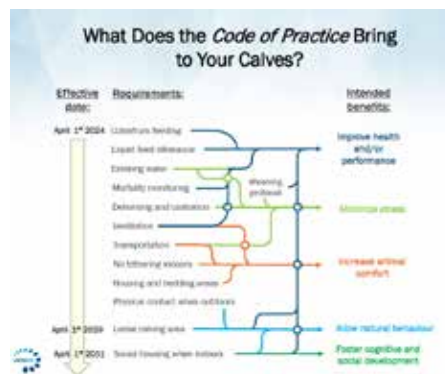 What Does the Code of Practice Bring
to Your Calves?
Effective
date:
Requirements:
Intended
benefits:
April 1st 2024
Colostrum feeding
Liquid feed allowance
Drinking water
Mortality monitoring
Dehorning and castration
Ventilation
Transportation
No tethering indoors
Housing and bedding areas
Physical contact when outdoors
April 1st 2029
Loose raising area
April 1st 2031
Social housing when indoors
Weaning
protocol
Improve health
and/or
performance
Minimize stress
Increase animal
comfort
Allow natural behaviour
Foster cognitive and
social development